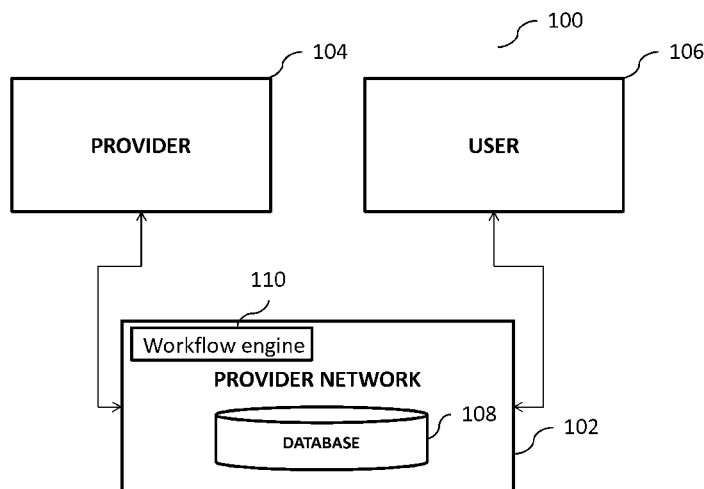 100
104
106
PROVIDER
USER
110
Workflow engine
PROVIDER NETWORK
108
DATABASE
102